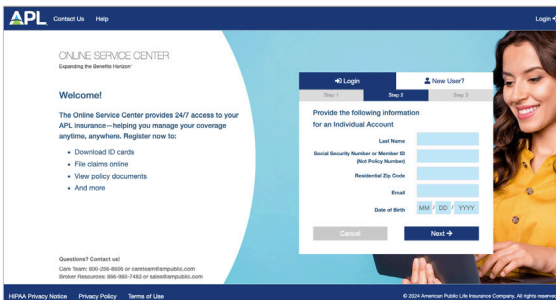 APL Contact Us Help Login
ONLINE SERVICE CENTER
Expanding the Benefits Horizon
Welcome!
The Online Service Center provides 24/7 access to your
APL insurance—helping you manage your coverage
anytime, anywhere. Register now to:
• Download ID cards
• File claims online
• View policy documents
• And more
Questions? Contact us!
Care Team: 800-256-8606 or careteam@ampublic.com
Broker Resources: 866-980-7463 or sales@ampublic.com
Login New User?
Step 1 Step 2 Step 3
Provide the following information
for an Individual Account
Last Name
Social Security Number or Member ID
(Not Policy Number)
Residential Zip Code
Email
Date of Birth MM / DD / YYYY
Cancel Next →
HIPAA Privacy Notice Privacy Policy Terms of Use © 2024 American Public Life Insurance Company. All rights reserved